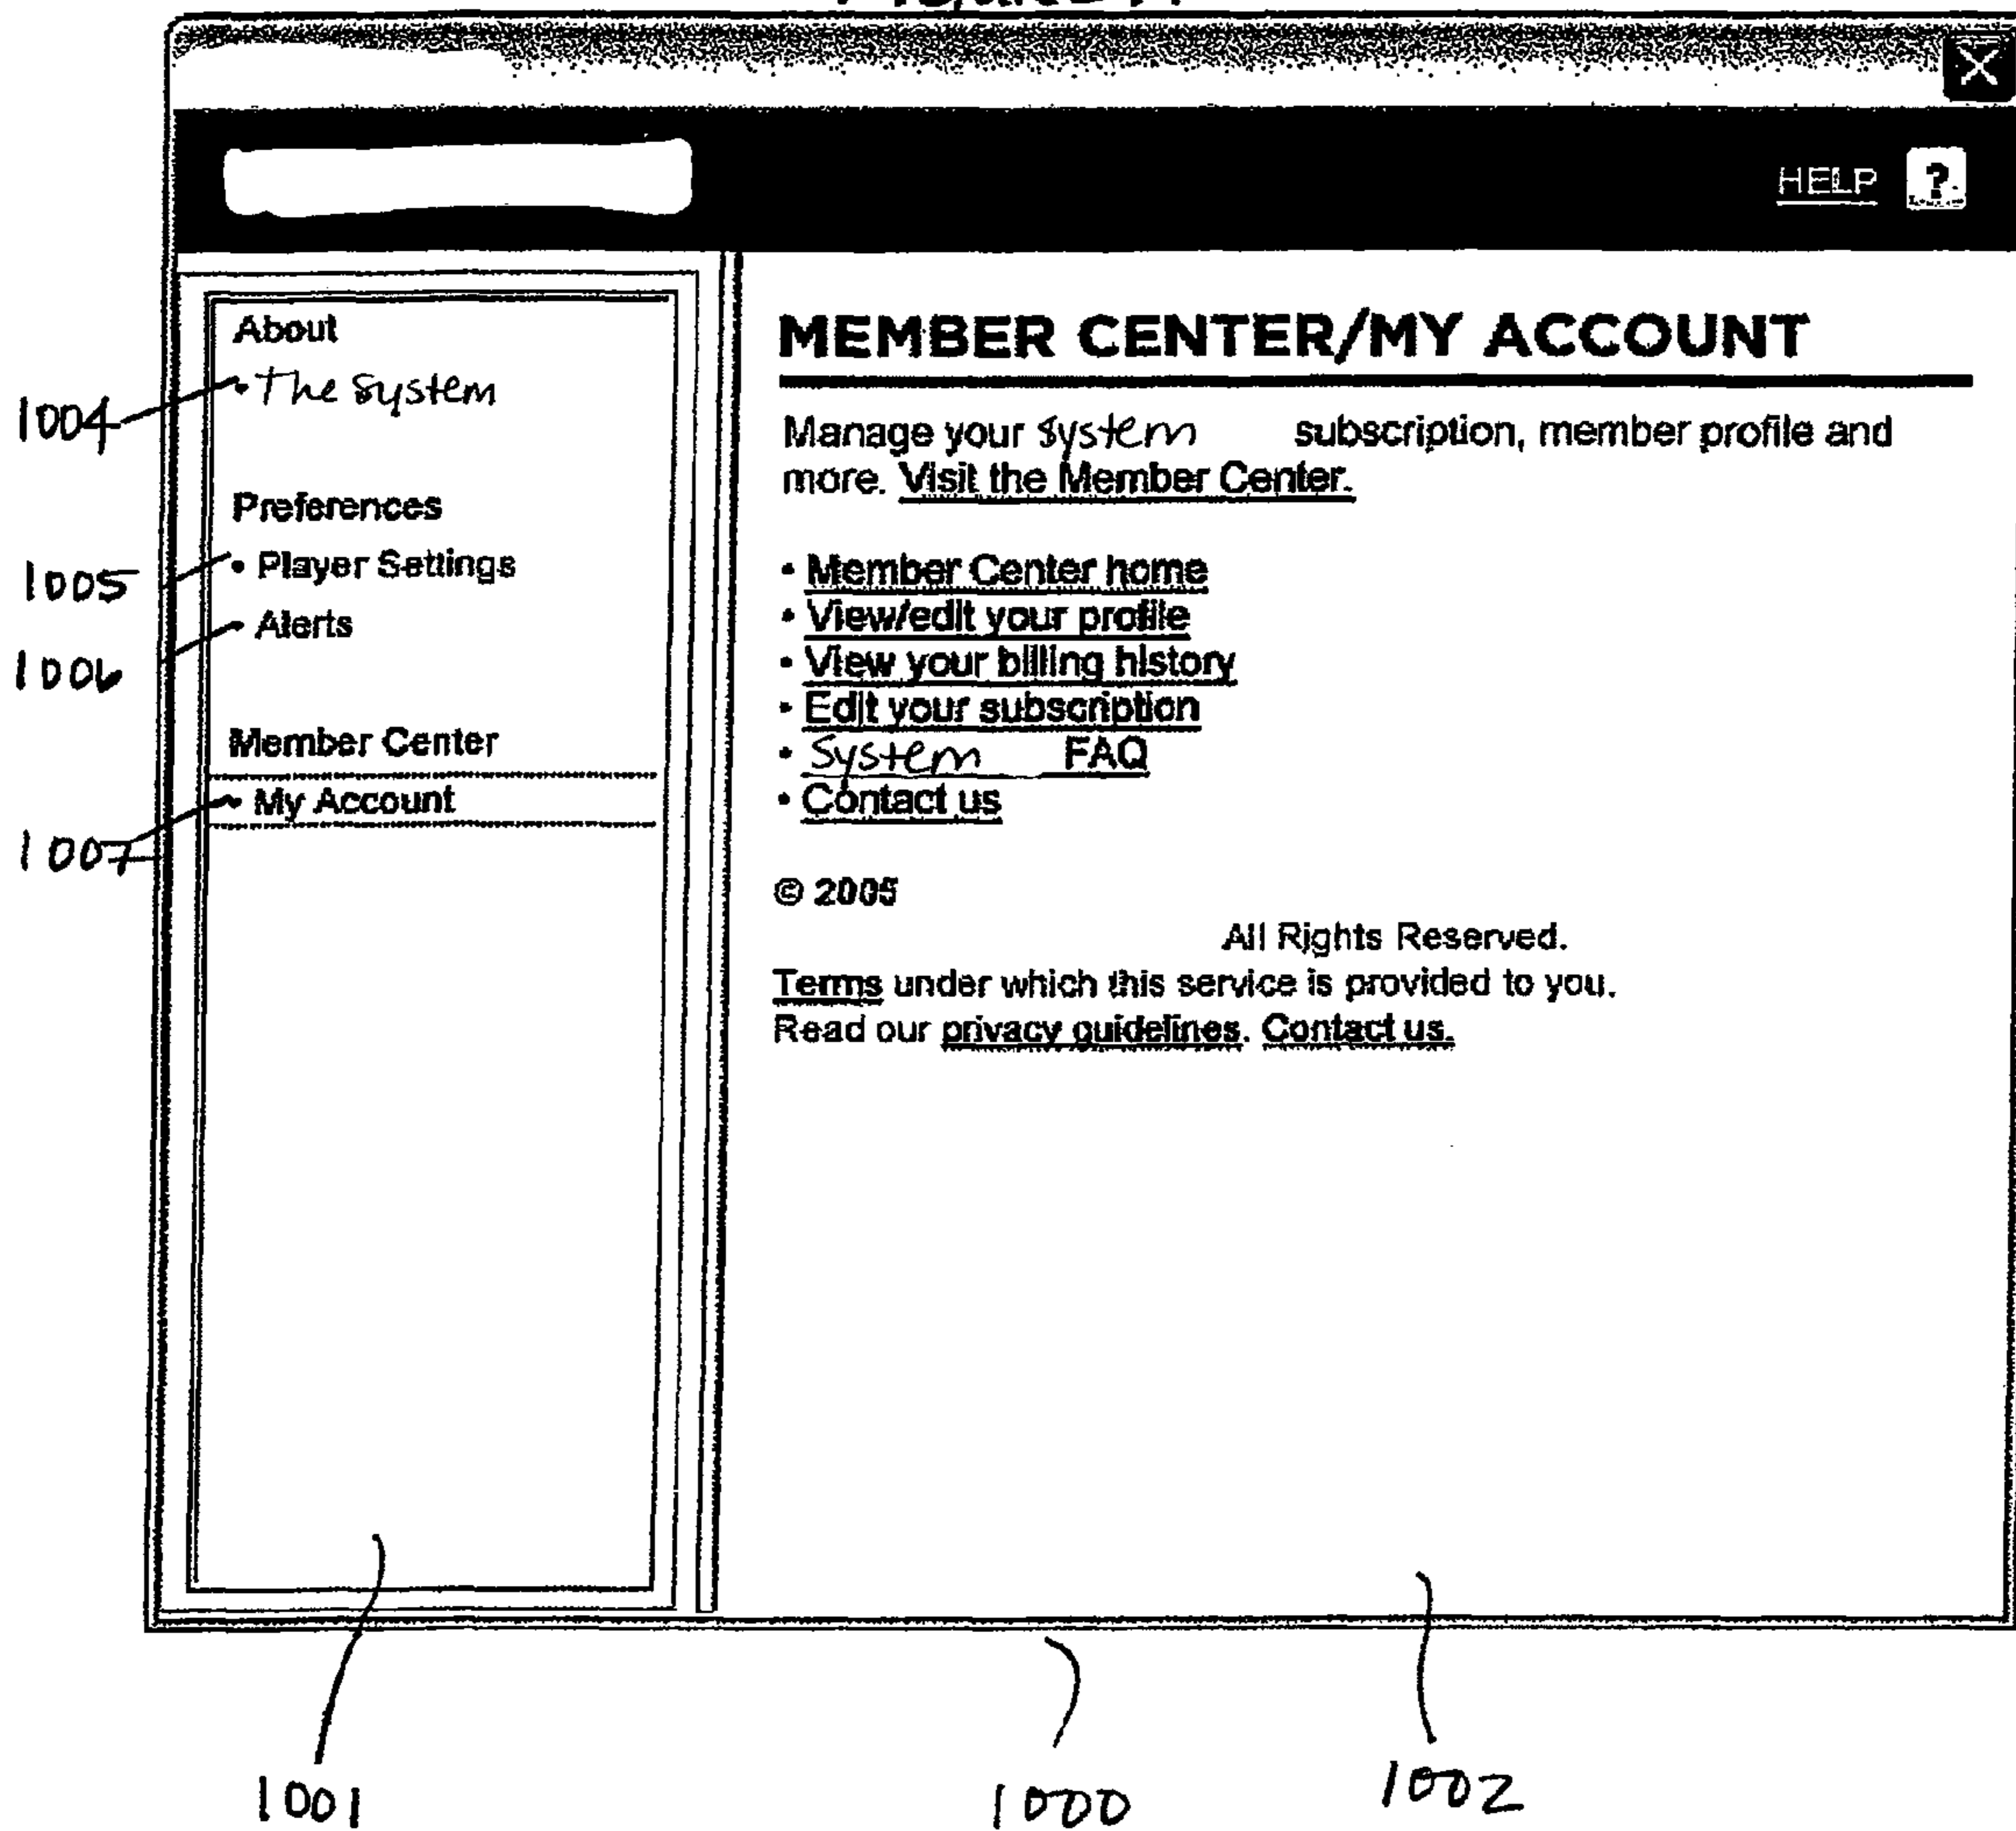 HELP ?
About
• The System
Preferences
• Player Settings
• Alerts
Member Center
• My Account
MEMBER CENTER/MY ACCOUNT
Manage your system subscription, member profile and
more. Visit the Member Center.
• Member Center home
• View/edit your profile
• View your billing history
• Edit your subscription
• System FAQ
• Contact us
© 2005
All Rights Reserved.
Terms under which this service is provided to you.
Read our privacy guidelines. Contact us.
1004
1005
1006
1007
1001
1000
1002